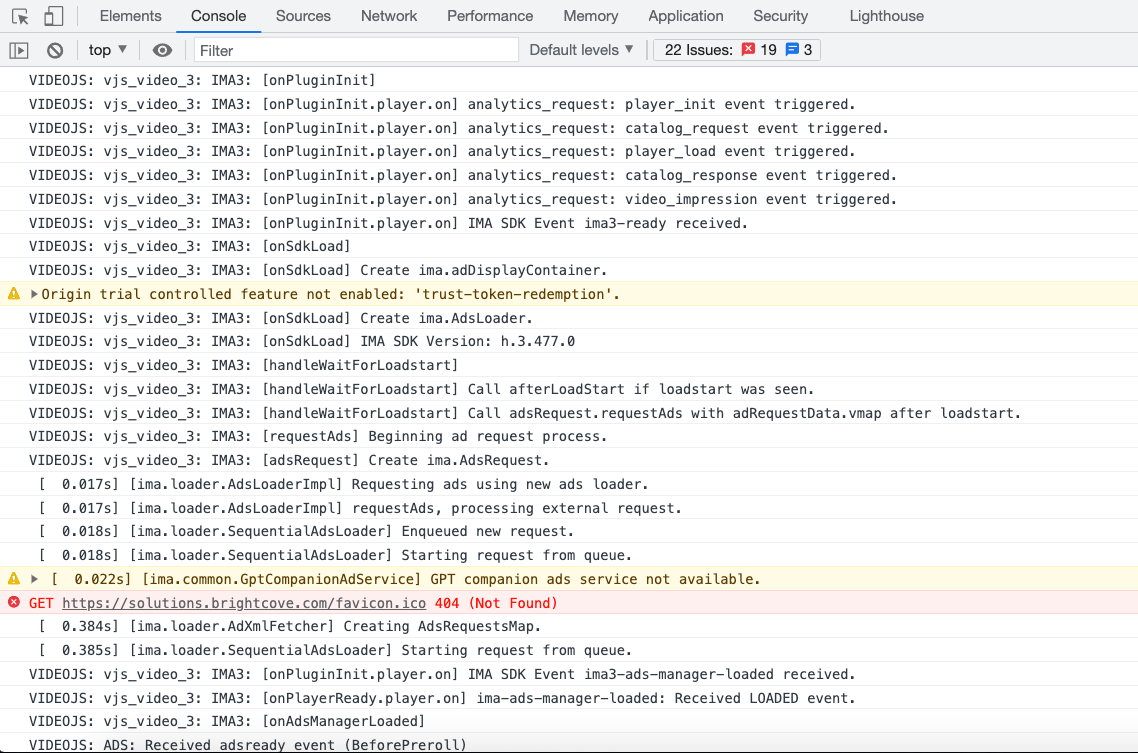 Elements Console Sources Network Performance Memory Application Security Lighthouse
top Filter Default levels 22 Issues: 19 3
VIDEOJS: vjs_video_3: IMA3: [onPluginInit]
VIDEOJS: vjs_video_3: IMA3: [onPluginInit.player.on] analytics_request: player_init event triggered.
VIDEOJS: vjs_video_3: IMA3: [onPluginInit.player.on] analytics_request: catalog_request event triggered.
VIDEOJS: vjs_video_3: IMA3: [onPluginInit.player.on] analytics_request: player_load event triggered.
VIDEOJS: vjs_video_3: IMA3: [onPluginInit.player.on] analytics_request: catalog_response event triggered.
VIDEOJS: vjs_video_3: IMA3: [onPluginInit.player.on] analytics_request: video_impression event triggered.
VIDEOJS: vjs_video_3: IMA3: [onPluginInit.player.on] IMA SDK Event ima3-ready received.
VIDEOJS: vjs_video_3: IMA3: [onSdkLoad]
VIDEOJS: vjs_video_3: IMA3: [onSdkLoad] Create ima.adDisplayContainer.
Origin trial controlled feature not enabled: 'trust-token-redemption'.
VIDEOJS: vjs_video_3: IMA3: [onSdkLoad] Create ima.AdsLoader.
VIDEOJS: vjs_video_3: IMA3: [onSdkLoad] IMA SDK Version: h.3.477.0
VIDEOJS: vjs_video_3: IMA3: [handleWaitForLoadstart]
VIDEOJS: vjs_video_3: IMA3: [handleWaitForLoadstart] Call afterLoadStart if loadstart was seen.
VIDEOJS: vjs_video_3: IMA3: [handleWaitForLoadstart] Call adsRequest.requestAds with adRequestData.vmap after loadstart.
VIDEOJS: vjs_video_3: IMA3: [requestAds] Beginning ad request process.
VIDEOJS: vjs_video_3: IMA3: [adsRequest] Create ima.AdsRequest.
[ 0.017s] [ima.loader.AdsLoaderImpl] Requesting ads using new ads loader.
[ 0.017s] [ima.loader.AdsLoaderImpl] requestAds, processing external request.
[ 0.018s] [ima.loader.SequentialAdsLoader] Enqueued new request.
[ 0.018s] [ima.loader.SequentialAdsLoader] Starting request from queue.
[ 0.022s] [ima.common.GptCompanionAdService] GPT companion ads service not available.
GET https://solutions.brightcove.com/favicon.ico 404 (Not Found)
[ 0.384s] [ima.loader.AdXmlFetcher] Creating AdsRequestsMap.
[ 0.385s] [ima.loader.SequentialAdsLoader] Starting request from queue.
VIDEOJS: vjs_video_3: IMA3: [onPluginInit.player.on] IMA SDK Event ima3-ads-manager-loaded received.
VIDEOJS: vjs_video_3: IMA3: [onPlayerReady.player.on] ima-ads-manager-loaded: Received LOADED event.
VIDEOJS: vjs_video_3: IMA3: [onAdsManagerLoaded]
VIDEOJS: ADS: Received adsready event (BeforePreroll)